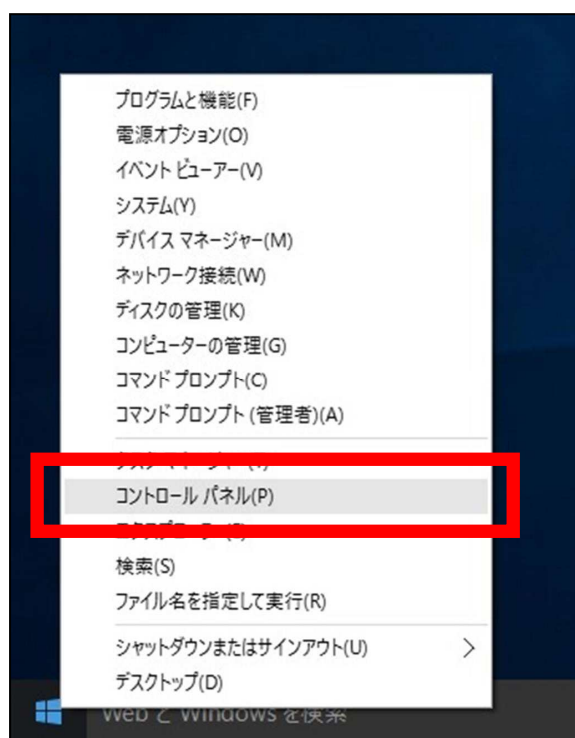 プログラムと機能(F)
電源オプション(O)
イベント ビューアー(V)
システム(Y)
デバイス マネージャー(M)
ネットワーク接続(W)
ディスクの管理(K)
コンピューターの管理(G)
コマンド プロンプト(C)
コマンド プロンプト (管理者)(A)
コントロール パネル(P)
検索(S)
ファイル名を指定して実行(R)
シャットダウンまたはサインアウト(U)
デスクトップ(D)
Web と Windows を検索